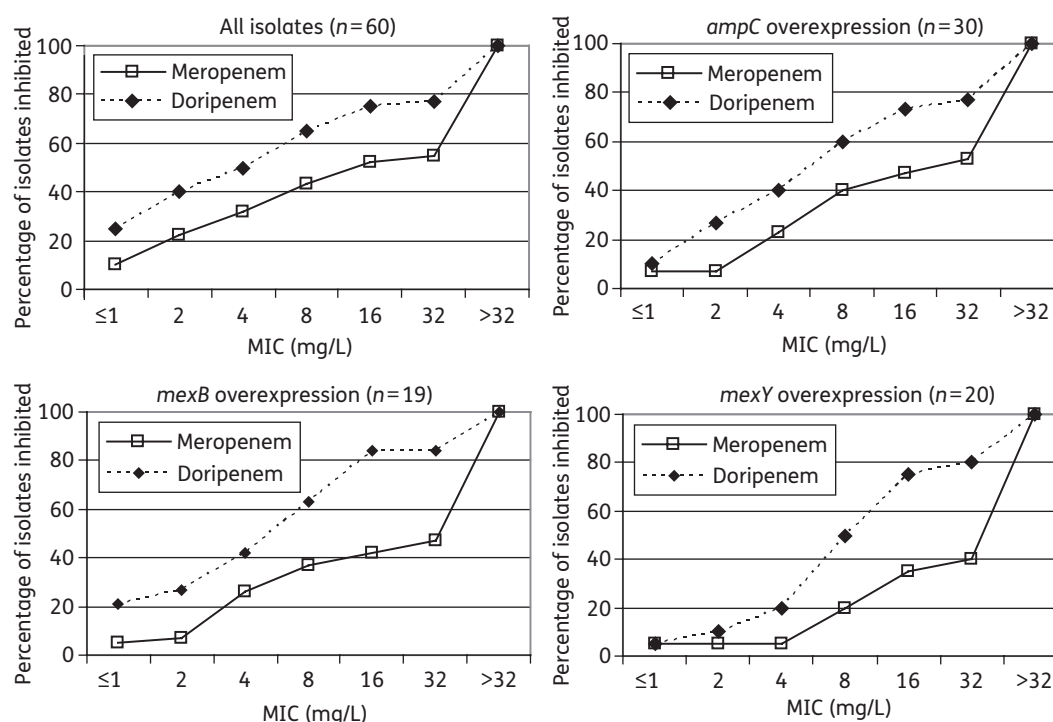 All isolates (n=60)
Percentage of isolates inhibited
100
80
60
40
20
0
Meropenem
Doripenem
≤1 2 4 8 16 32 >32
MIC (mg/L)
ampC overexpression (n=30)
Percentage of isolates inhibited
100
80
60
40
20
0
Meropenem
Doripenem
≤1 2 4 8 16 32 >32
MIC (mg/L)
mexB overexpression (n=19)
Percentage of isolates inhibited
100
80
60
40
20
0
Meropenem
Doripenem
≤1 2 4 8 16 32 >32
MIC (mg/L)
mexY overexpression (n=20)
Percentage of isolates inhibited
100
80
60
40
20
0
Meropenem
Doripenem
≤1 2 4 8 16 32 >32
MIC (mg/L)